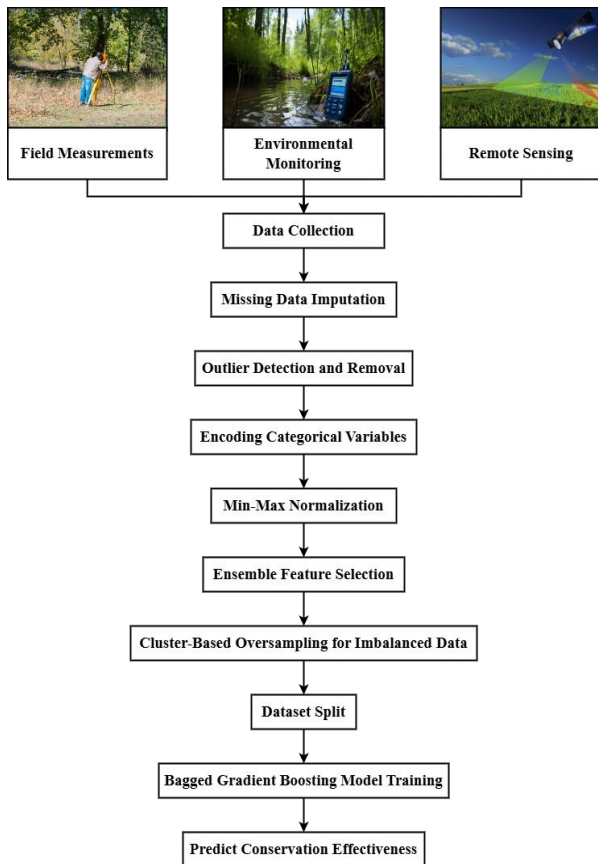 Field Measurements
Environmental
Monitoring
Remote Sensing
Data Collection
Missing Data Imputation
Outlier Detection and Removal
Encoding Categorical Variables
Min-Max Normalization
Ensemble Feature Selection
Cluster-Based Oversampling for Imbalanced Data
Dataset Split
Bagged Gradient Boosting Model Training
Predict Conservation Effectiveness